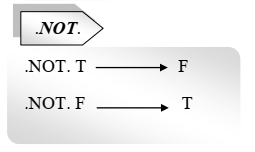 .NOT.
.NOT. T ⟶ F
.NOT. F ⟶ T